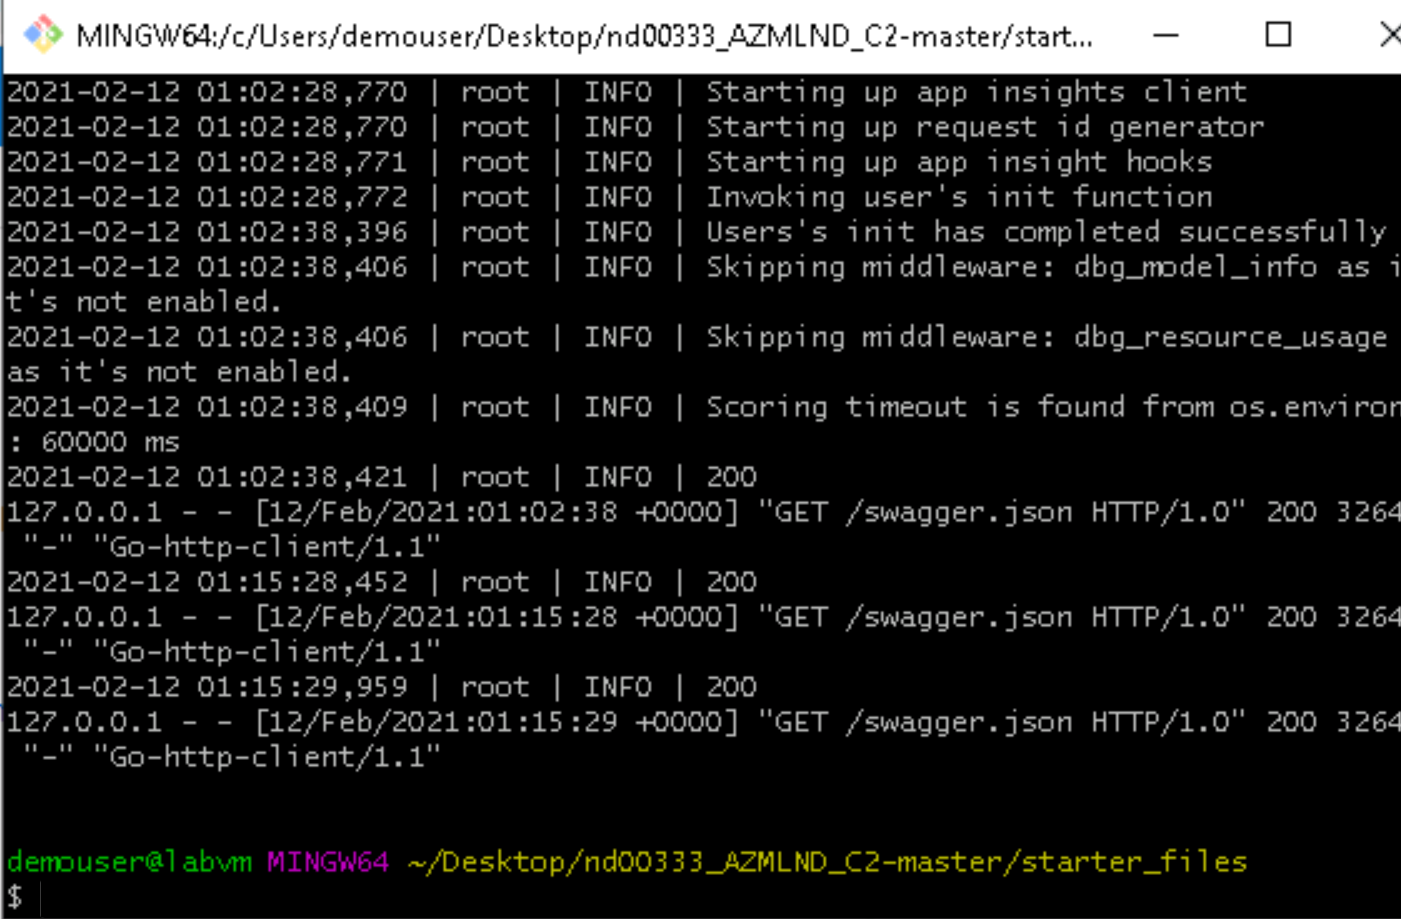 MINGW64:/c/Users/demouser/Desktop/nd00333_AZMLND_C2-master/start...
2021-02-12 01:02:28,770 | root | INFO | Starting up app insights client
2021-02-12 01:02:28,770 | root | INFO | Starting up request id generator
2021-02-12 01:02:28,771 | root | INFO | Starting up app insight hooks
2021-02-12 01:02:28,772 | root | INFO | Invoking user's init function
2021-02-12 01:02:38,396 | root | INFO | Users's init has completed successfully
2021-02-12 01:02:38,406 | root | INFO | Skipping middleware: dbg_model_info as i
t's not enabled.
2021-02-12 01:02:38,406 | root | INFO | Skipping middleware: dbg_resource_usage
as it's not enabled.
2021-02-12 01:02:38,409 | root | INFO | Scoring timeout is found from os.environ
: 60000 ms
2021-02-12 01:02:38,421 | root | INFO | 200
127.0.0.1 - - [12/Feb/2021:01:02:38 +0000] "GET /swagger.json HTTP/1.0" 200 3264
"-" "Go-http-client/1.1"
2021-02-12 01:15:28,452 | root | INFO | 200
127.0.0.1 - - [12/Feb/2021:01:15:28 +0000] "GET /swagger.json HTTP/1.0" 200 3264
"-" "Go-http-client/1.1"
2021-02-12 01:15:29,959 | root | INFO | 200
127.0.0.1 - - [12/Feb/2021:01:15:29 +0000] "GET /swagger.json HTTP/1.0" 200 3264
"-" "Go-http-client/1.1"
demouser@labvm MINGW64 ~/Desktop/nd00333_AZMLND_C2-master/starter_files
$